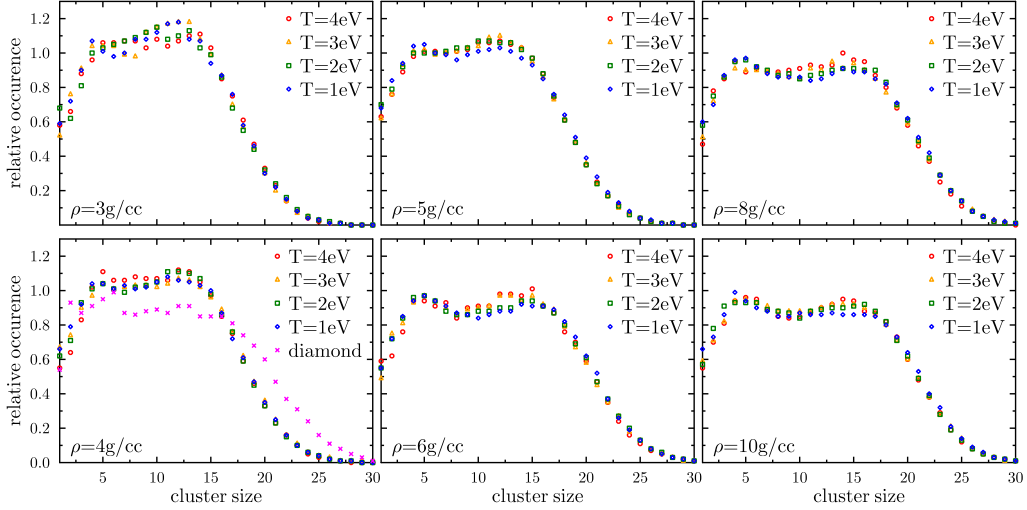 1.2
1.0
0.8
0.6
0.4
0.2
relative occurence
T=4eV
T=3eV
T=2eV
T=1eV
ρ=3g/cc
T=4eV
T=3eV
T=2eV
T=1eV
ρ=5g/cc
T=4eV
T=3eV
T=2eV
T=1eV
ρ=8g/cc
1.2
1.0
0.8
0.6
0.4
0.2
0.0
relative occurence
T=4eV
T=3eV
T=2eV
T=1eV
diamond
ρ=4g/cc
5 10 15 20 25 30
cluster size
T=4eV
T=3eV
T=2eV
T=1eV
ρ=6g/cc
5 10 15 20 25 30
cluster size
T=4eV
T=3eV
T=2eV
T=1eV
ρ=10g/cc
5 10 15 20 25 30
cluster size